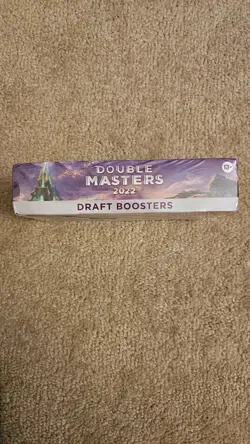 DOUBLE
MASTERS
2022
13+
DRAFT BOOSTERS